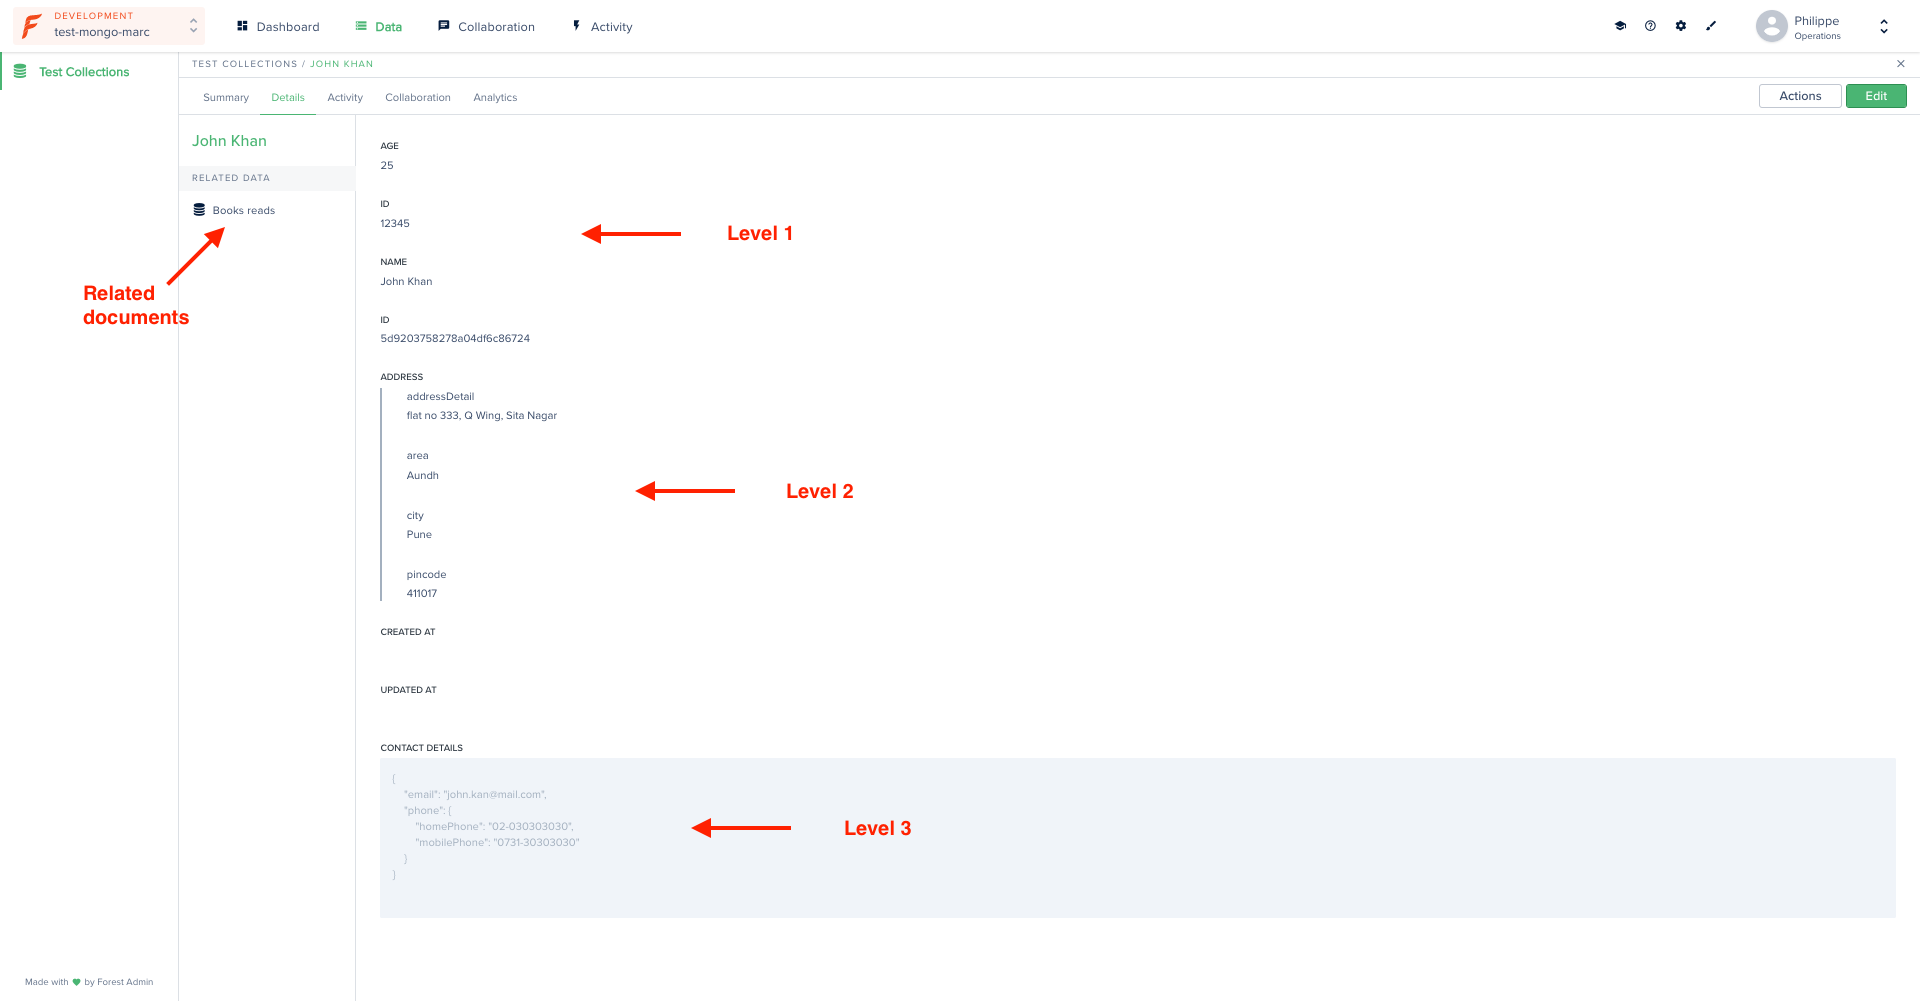 DEVELOPMENT
test-mongo-marc
Dashboard
Data
Collaboration
Activity
Philippe
Operations
Test Collections
TEST COLLECTIONS / JOHN KHAN
Summary
Details
Activity
Collaboration
Analytics
Actions
Edit
John Khan
RELATED DATA
Books reads
Related
documents
AGE
25
ID
12345
Level 1
NAME
John Khan
ID
5d9203758278a04df6c86724
ADDRESS
addressDetail
flat no 333, Q Wing, Sita Nagar
area
Aundh
Level 2
city
Pune
pincode
411017
CREATED AT
UPDATED AT
CONTACT DETAILS
{
"email": "john.kan@mail.com",
"phone": {
"homePhone": "02-030303030",
"mobilePhone": "0731-30303030"
}
}
Level 3
Made with by Forest Admin